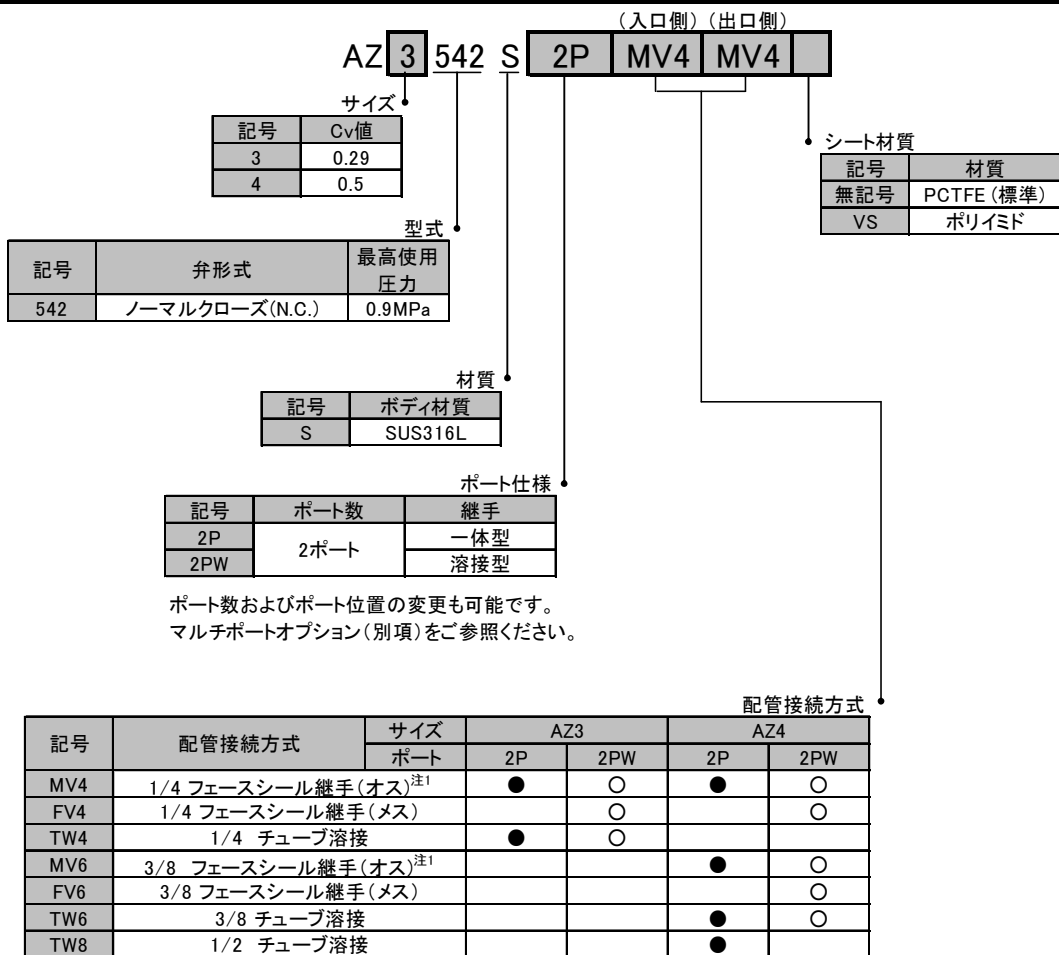 (入口側)(出口側)
AZ 3 542 S 2P MV4 MV4
サイズ
記号 Cv値
3 0.29
4 0.5
シート材質
記号 材質
無記号 PCTFE(標準)
VS ポリイミド
型式
記号 弁形式 最高使用圧力
542 ノーマルクローズ(N.C.) 0.9MPa
材質
記号 ボディ材質
S SUS316L
ポート仕様
記号 ポート数 継手
2P 2ポート 一体型
2PW 溶接型
ポート数およびポート位置の変更も可能です。
マルチポートオプション(別項)をご参照ください。
配管接続方式
記号 配管接続方式 サイズ AZ3 AZ4
ポート 2P 2PW 2P 2PW
MV4 1/4 フェースシール継手(オス)注1 ● ○ ● ○
FV4 1/4 フェースシール継手(メス) ○ ○
TW4 1/4 チューブ溶接 ● ○
MV6 3/8 フェースシール継手(オス)注1 ● ○
FV6 3/8 フェースシール継手(メス) ○
TW6 3/8 チューブ溶接 ● ○
TW8 1/2 チューブ溶接 ●